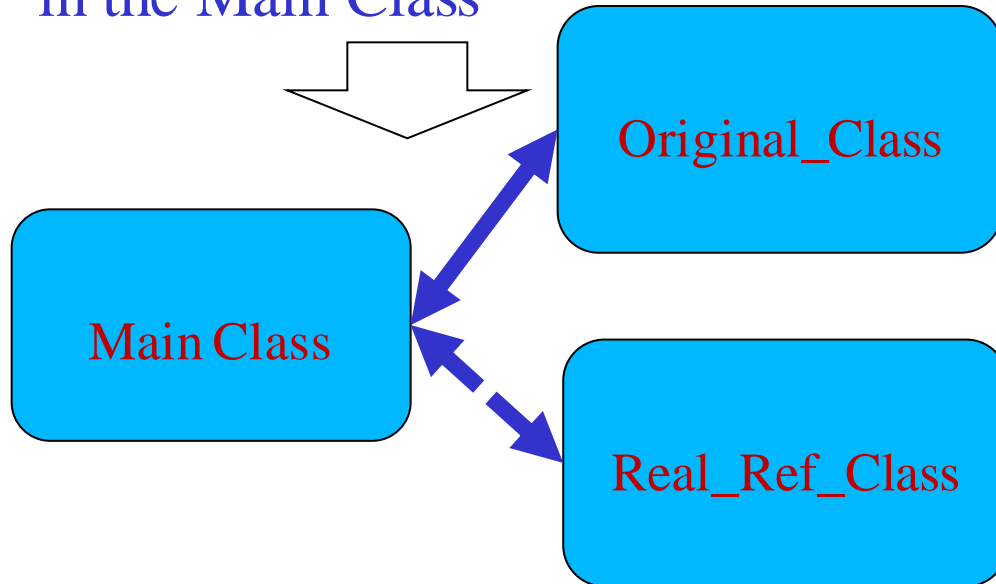 in the Main Class
Original_Class
Main Class
Real_Ref_Class